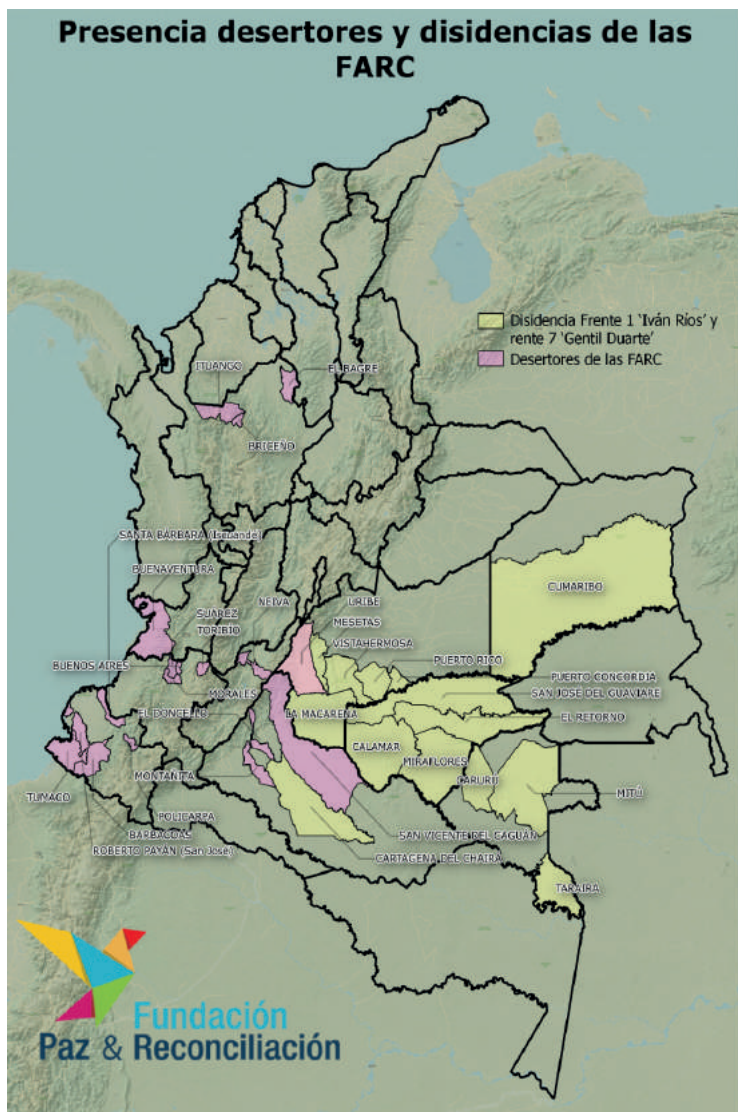 Presencia desertores y disidencias de las
FARC
Disidencia Frente 1 ‘Iván Ríos’ y
rente 7 ‘Gentil Duarte’
Desertores de las FARC
ITUANGO
EL BAGRE
BRICEÑO
SANTA BÁRBARA (Iscuandé)
BUENAVENTURA
CUMARIBO
NEIVA
URIBE
SUAREZ
MESETAS
TORIBIO
VISTAHERMOSA
PUERTO RICO
BUENOS AIRES
PUERTO CONCORDIA
MORALES
SAN JOSÉ DEL GUAVIARE
EL DONCELLO
LA MACARENA
EL RETORNO
CALAMAR
MIRAFLORES
MONTAÑITA
CARURÚ
MITÚ
TUMACO
POLICARPA
BARBACOAS
SAN VICENTE DEL CAGUÁN
ROBERTO PAYÁN (San José)
CARTAGENA DEL CHAIRÁ
TARAIRA
Fundación
Paz & Reconciliación